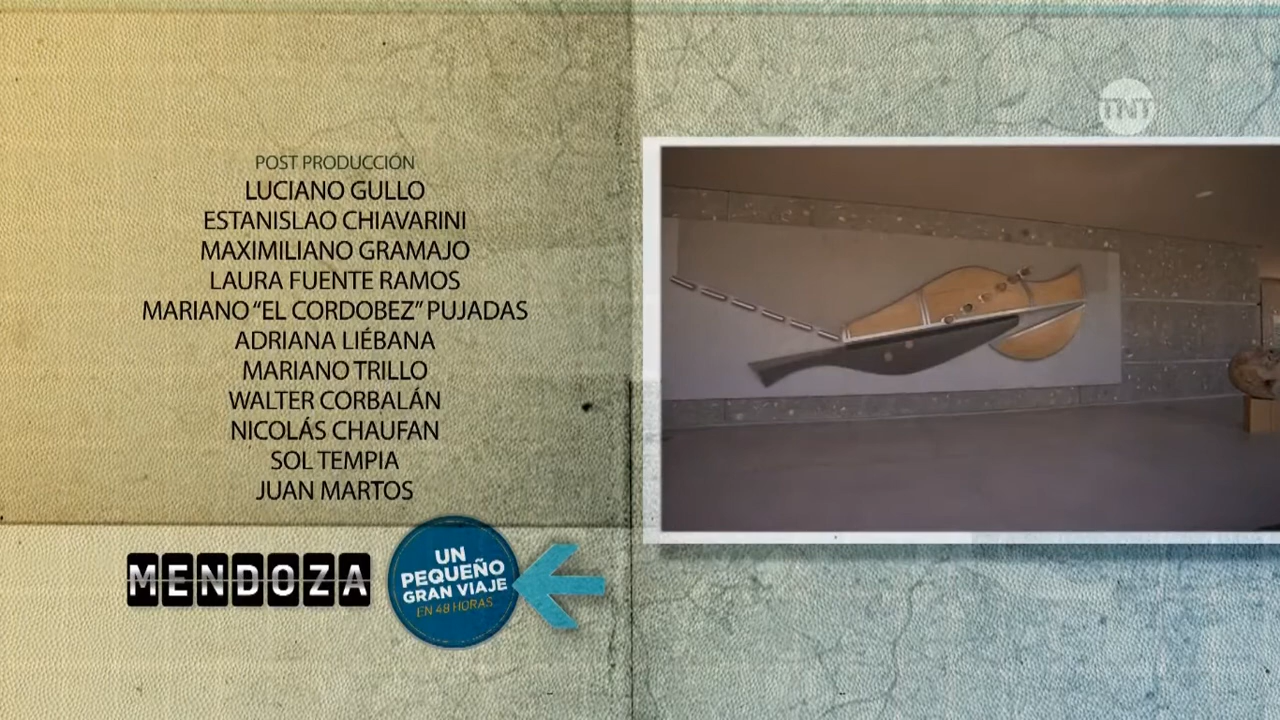 TNT
POST PRODUCCIÓN
LUCIANO GULLO
ESTANISLAO CHIAVARINI
MAXIMILIANO GRAMAJO
LAURA FUENTE RAMOS
MARIANO “EL CORDOBEZ” PUJADAS
ADRIANA LIÉBANA
MARIANO TRILLO
WALTER CORBALÁN
NICOLÁS CHAUFAN
SOL TEMPIA
JUAN MARTOS
MENDOZA
UN
PEQUEÑO
GRAN VIAJE
EN 48 HORAS